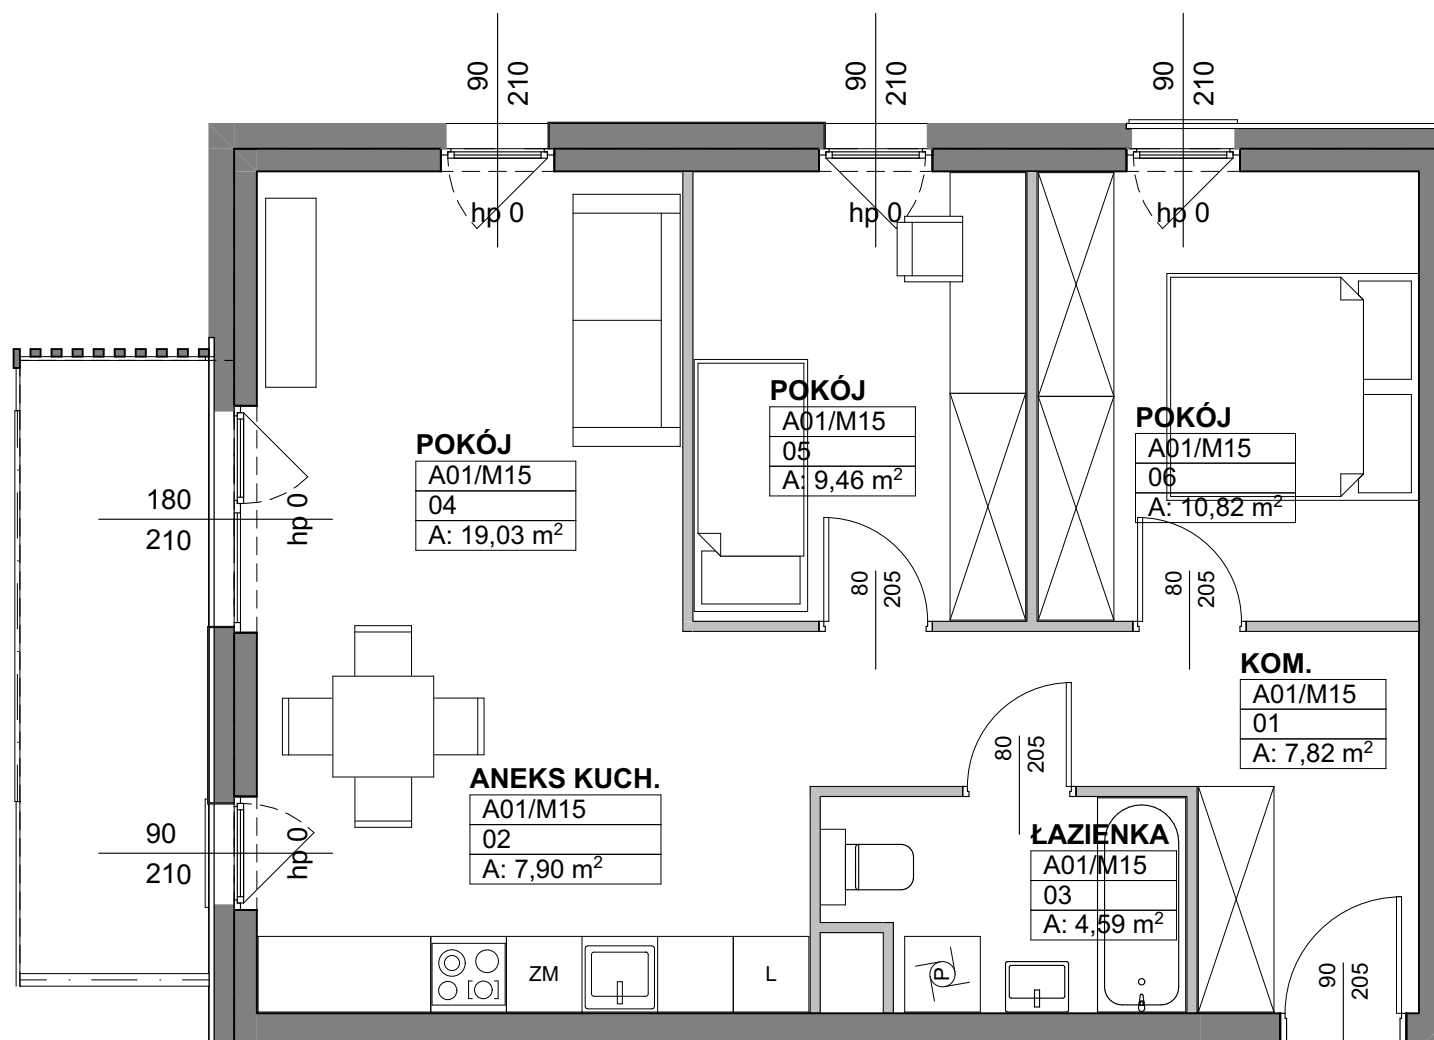 90
210
90
210
90
210
hp 0
hp 0
hp 0
POKÓJ
A01/M15
05
A: 9,46 m²
POKÓJ
A01/M15
06
A: 10,82 m²
POKÓJ
A01/M15
04
A: 19,03 m²
180
210
hp 0
80
205
80
205
KOM.
A01/M15
01
A: 7,82 m²
80
205
ANEKS KUCH.
A01/M15
02
A: 7,90 m²
90
210
hp 0
ŁAZIENKA
A01/M15
03
A: 4,59 m²
ZM
L
P
90
205